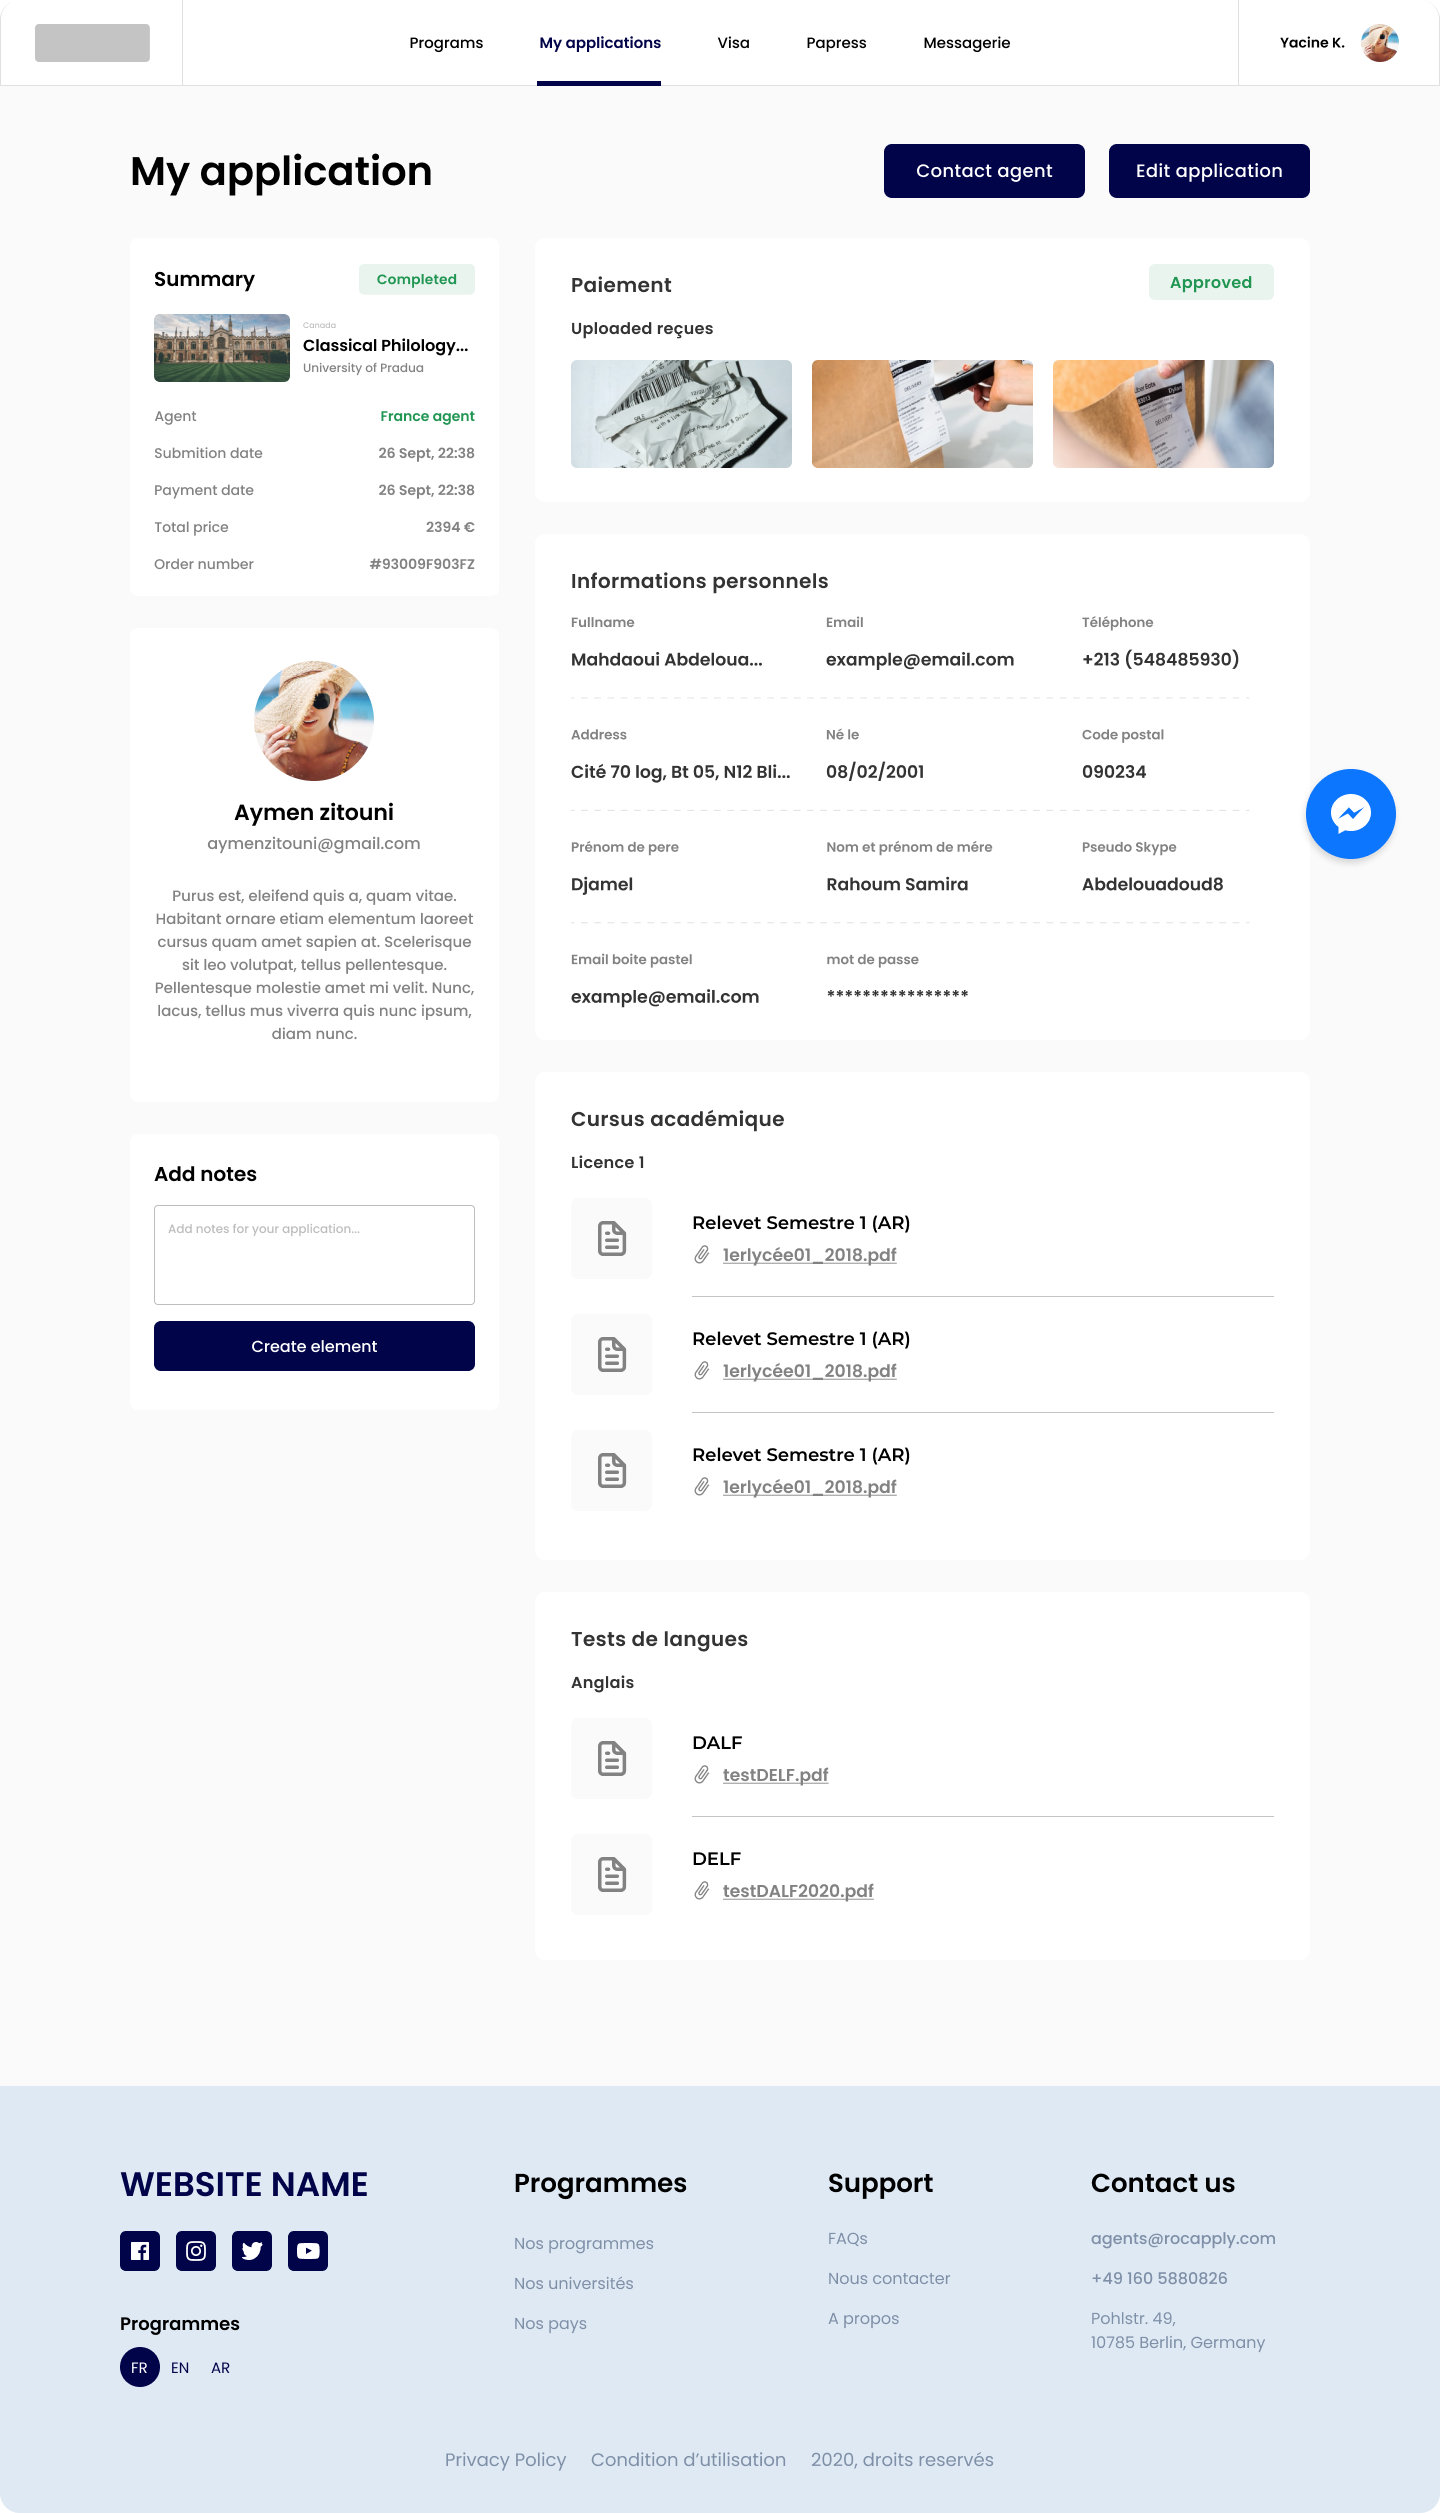 Programs
My applications
Visa
Papress
Messagerie
Yacine K.
My application
Contact agent
Edit application
Summary
Completed
Canada
Classical Philology...
University of Pradua
Agent
France agent
Submition date
26 Sept, 22:38
Payment date
26 Sept, 22:38
Total price
2394 €
Order number
#93009F903FZ
Aymen zitouni
aymenzitouni@gmail.com
Purus est, eleifend quis a, quam vitae.
Habitant ornare etiam elementum laoreet
cursus quam amet sapien at. Scelerisque
sit leo volutpat, tellus pellentesque.
Pellentesque molestie amet mi velit. Nunc,
lacus, tellus mus viverra quis nunc ipsum,
diam nunc.
Add notes
Add notes for your application...
Create element
Paiement
Approved
Uploaded reçues
SALE
DELIVERY
Uber Eats
Dylan
DELIVERY
Informations personnels
Fullname
Email
Téléphone
Mahdaoui Abdeloua...
example@email.com
+213 (548485930)
Address
Né le
Code postal
Cité 70 log, Bt 05, N12 Bli...
08/02/2001
090234
Prénom de pere
Nom et prénom de mére
Pseudo Skype
Djamel
Rahoum Samira
Abdelouadoud8
Email boite pastel
mot de passe
example@email.com
****************
Cursus académique
Licence 1
Relevet Semestre 1 (AR)
1erlycée01_2018.pdf
Relevet Semestre 1 (AR)
1erlycée01_2018.pdf
Relevet Semestre 1 (AR)
1erlycée01_2018.pdf
Tests de langues
Anglais
DALF
testDELF.pdf
DELF
testDALF2020.pdf
WEBSITE NAME
Programmes
FR
EN
AR
Programmes
Nos programmes
Nos universités
Nos pays
Support
FAQs
Nous contacter
A propos
Contact us
agents@rocapply.com
+49 160 5880826
Pohlstr. 49,
10785 Berlin, Germany
Privacy Policy
Condition d’utilisation
2020, droits reservés